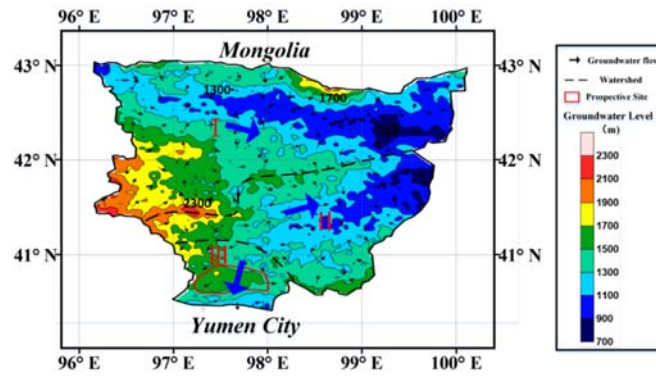 96° E 97° E 98° E 99° E 100° E
43° N Mongolia 43° N
1300
1700
I
42° N 42° N
2300
II
41° N 41° N
III
Yumen City
96° E 97° E 98° E 99° E 100° E
Groundwater flow
Watershed
Prospective Site
Groundwater Level
(m)
2300
2100
1900
1700
1500
1300
1100
900
700